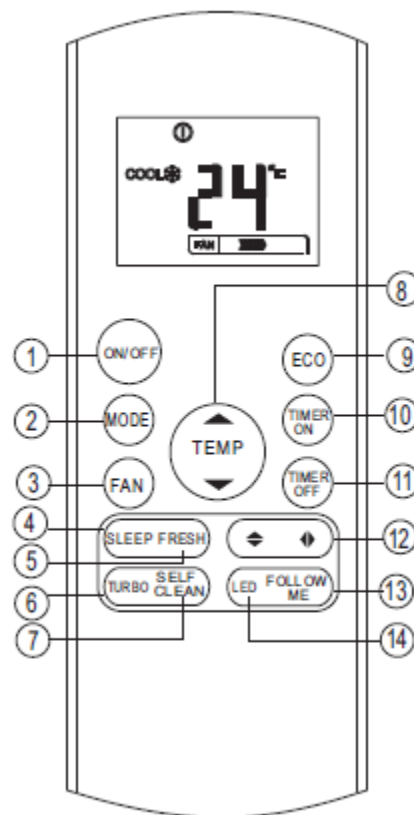 COOL
24 °C
FAN
8
1 ON/OFF ECO 9
2 MODE TIMER ON 10
TEMP
3 FAN TIMER OFF 11
4 SLEEP FRESH 12
5
6 TURBO SELF CLEAN LED FOLLOW ME 13
7 14